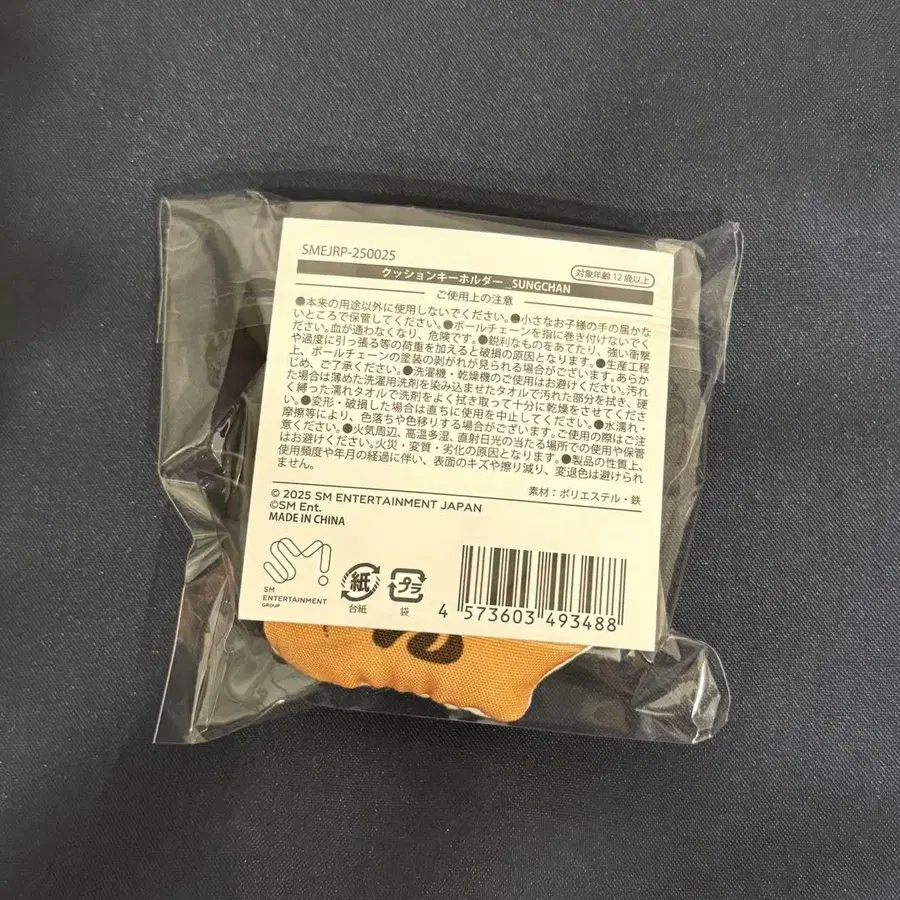 SMEJRP-250025
対象年齢12歳以上
クッションキーホルダー_SUNGCHAN
ご使用上の注意
●本来の用途以外に使用しないでください。●小さなお子様の手の届かな
いところで保管してください。●ボールチェーンを指に巻き付けないでく
ださい。血が通わなくなり、危険です。●鋭利なものをあてたり、強い衝撃
や過度に引っ張る等の荷重を加えると破損の原因となります。●生産工程
上、ボールチェーンの塗装の剥がれが見られる場合がございます。あらか
じめ、ご了承ください。●洗濯機・乾燥機のご使用はお避けください。汚れ
た場合は薄めた洗濯用洗剤を染み込ませたタオルで汚れた部分を拭き、硬
く縛った濡れタオルで洗剤をよく拭き取って十分に乾燥をさせてくださ
い。●変形・破損した場合は直ちに使用を中止してください。●水濡れ・
摩擦等により、色落ちや色移りする場合がございます。ご使用の際はご注
意ください。●火気周辺、高温多湿、直射日光の当たる場所での使用や保管
はお避けください。火災・変質・劣化の原因となります。●製品の性質上、
使用頻度や年月の経過に伴い、表面のキズや擦り減り、変退色は避けられ
ません。
素材：ポリエステル・鉄
© 2025 SM ENTERTAINMENT JAPAN
©SM Ent.
MADE IN CHINA
SM
ENTERTAINMENT
GROUP
紙
台紙
プラ
袋
4 573603 493488